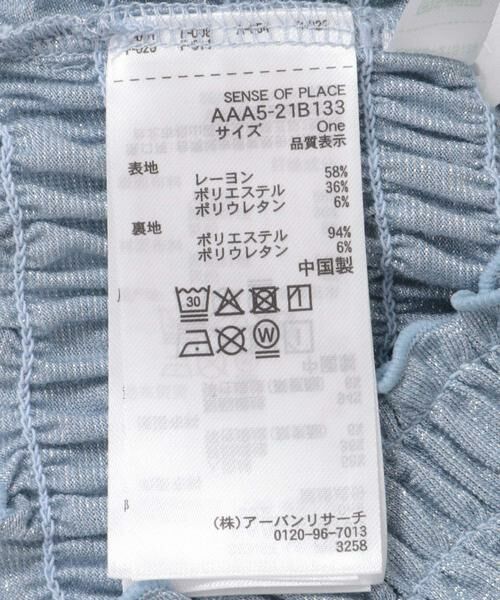 SENSE OF PLACE
AAA5-21B133
サイズ One
品質表示
表地
レーヨン 58%
ポリエステル 36%
ポリウレタン 6%
裏地
ポリエステル 94%
ポリウレタン 6%
中国製
30
W
(株)アーバンリサーチ
0120-96-7013
3258